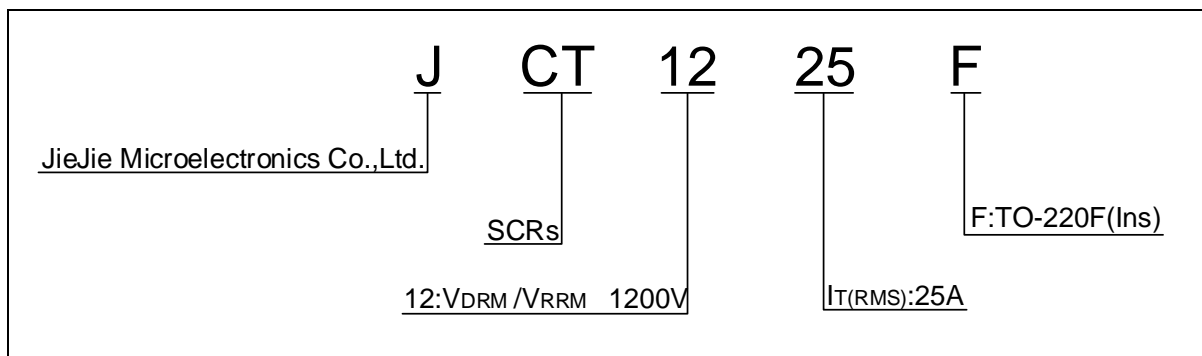 J CT 12 25 F
JieJie Microelectronics Co.,Ltd.
F:TO-220F(Ins)
SCRs
12:VDRM /VRRM 1200V
IT(RMS):25A